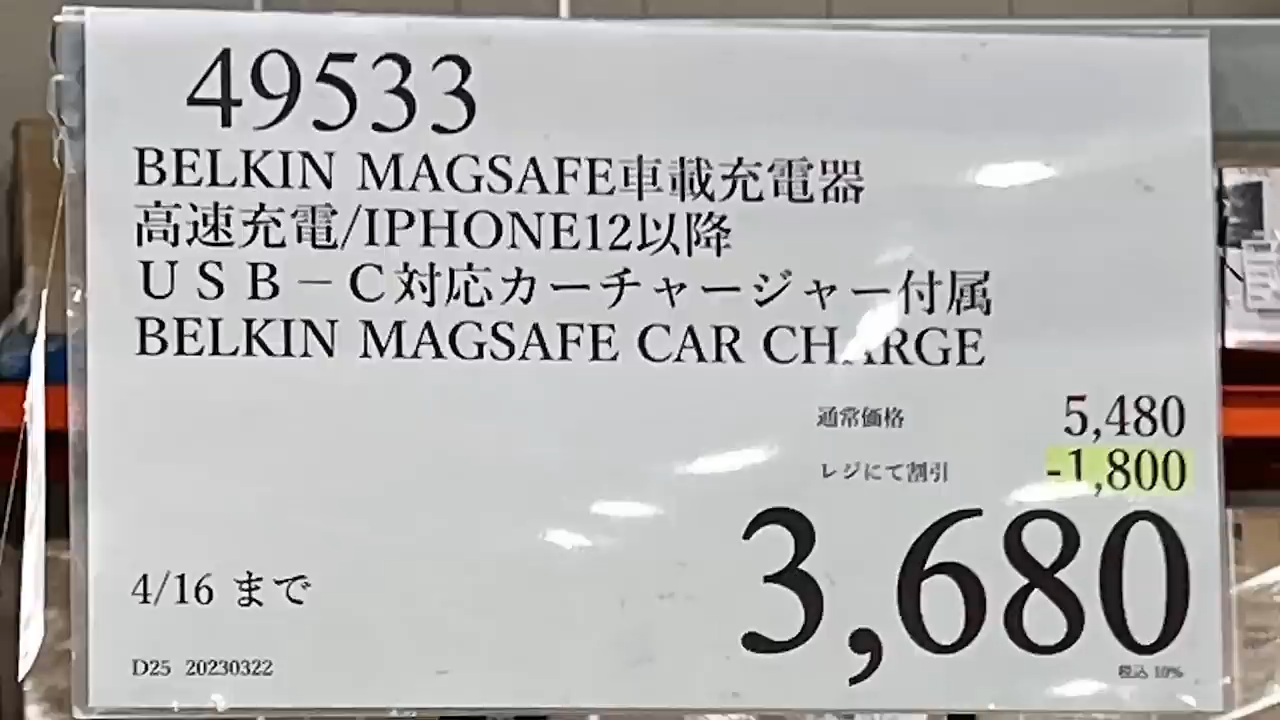 49533
BELKIN MAGSAFE車載充電器
高速充電/IPHONE12以降
USB－C対応カーチャージャー付属
BELKIN MAGSAFE CAR CHARGE
通常価格 5,480
レジにて割引 -1,800
3,680
4/16 まで
税込 10%
D25 20230322